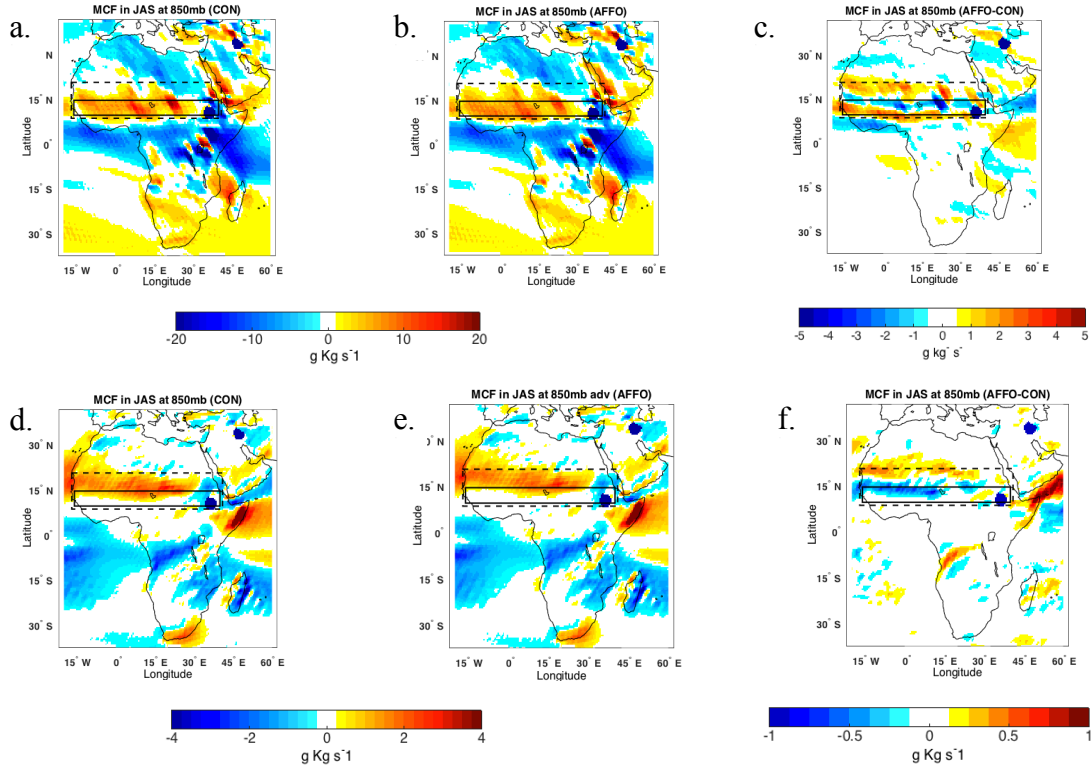 a.
MCF in JAS at 850mb (CON)
N
15° N
0°
15° S
30° S
Latitude
15° W 0° 15° E 30° E 45° E 60° E
Longitude
b.
MCF in JAS at 850mb (AFFO)
N
15° N
0°
15° S
30° S
Latitude
15° W 0° 15° E 30° E 45° E 60° E
Longitude
-20 -10 0 10 20
g Kg s⁻1
c.
MCF in JAS at 850mb (AFFO-CON)
30° N
15° N
0°
15° S
30° S
Latitude
15° W 0° 15° E 30° E 45° E 60° E
Longitude
-5 -4 -3 -2 -1 0 1 2 3 4 5
g kg⁻ s⁻
d.
MCF in JAS at 850mb (CON)
30° N
15° N
0°
15° S
30° S
Latitude
15° W 0° 15° E 30° E 45° E 60° E
Longitude
e.
MCF in JAS at 850mb adv (AFFO)
° N
15° N
0°
15° S
30° S
Latitude
15° W 0° 15° E 30° E 45° E 60° E
Longitude
-4 -2 0 2 4
g Kg s⁻1
f.
MCF in JAS at 850mb (AFFO-CON)
30° N
15° N
0°
15° S
30° S
Latitude
15° W 0° 15° E 30° E 45° E 60° E
Longitude
-1 -0.5 0 0.5 1
g Kg s⁻1